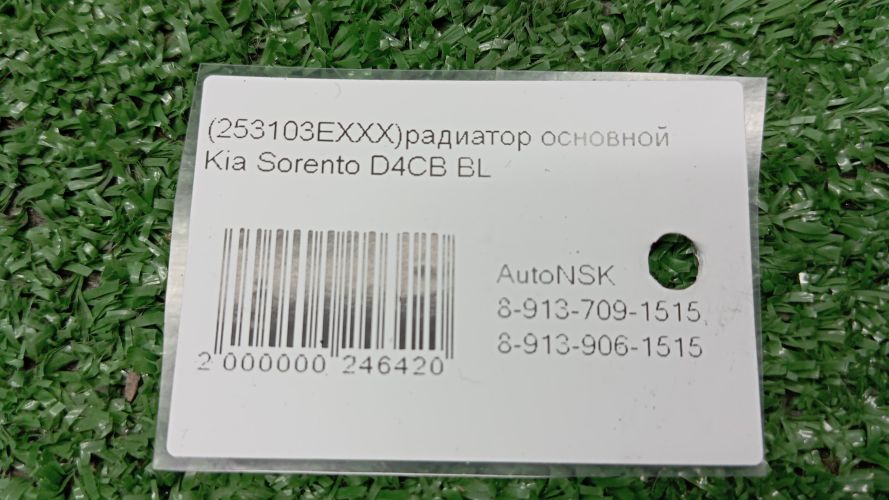 (253103EXXX)радиатор основной
Kia Sorento D4CB BL
AutoNSK
8-913-709-1515
8-913-906-1515
2 000000 246420